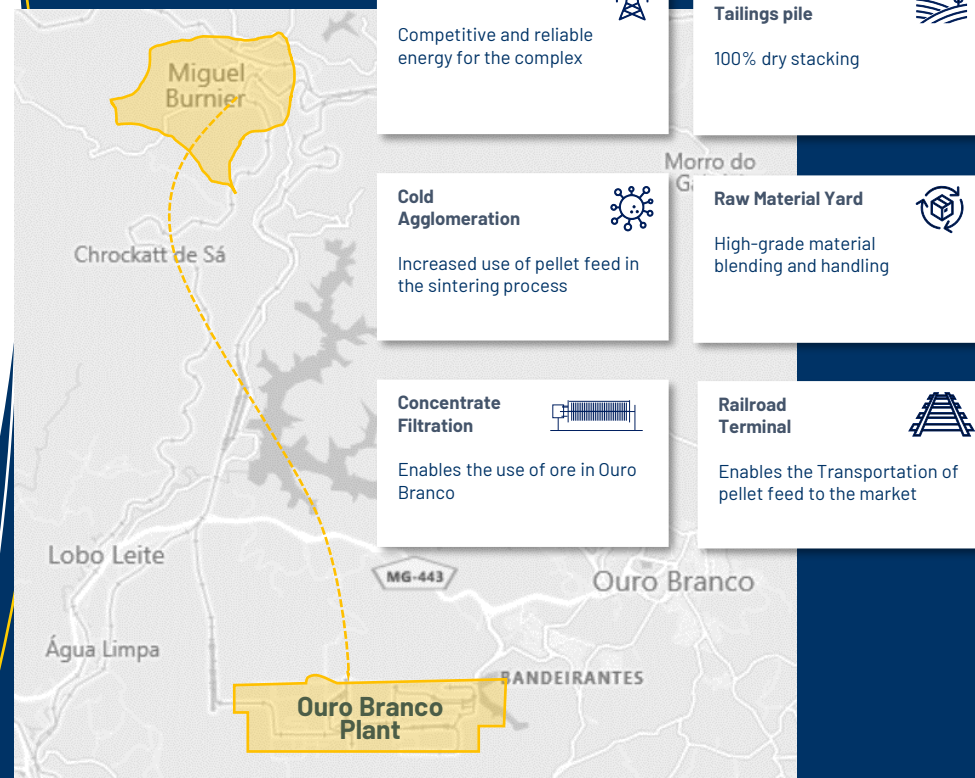 Competitive and reliable
energy for the complex
Tailings pile
100% dry stacking
Miguel
Burnier
Morro do
Cold
Agglomeration
Increased use of pellet feed in
the sintering process
Raw Material Yard
High-grade material
blending and handling
Chrockatt de Sá
Concentrate
Filtration
Enables the use of ore in Ouro
Branco
Railroad
Terminal
Enables the Transportation of
pellet feed to the market
Lobo Leite
MG-443
Ouro Branco
Água Limpa
BANDEIRANTES
Ouro Branco
Plant